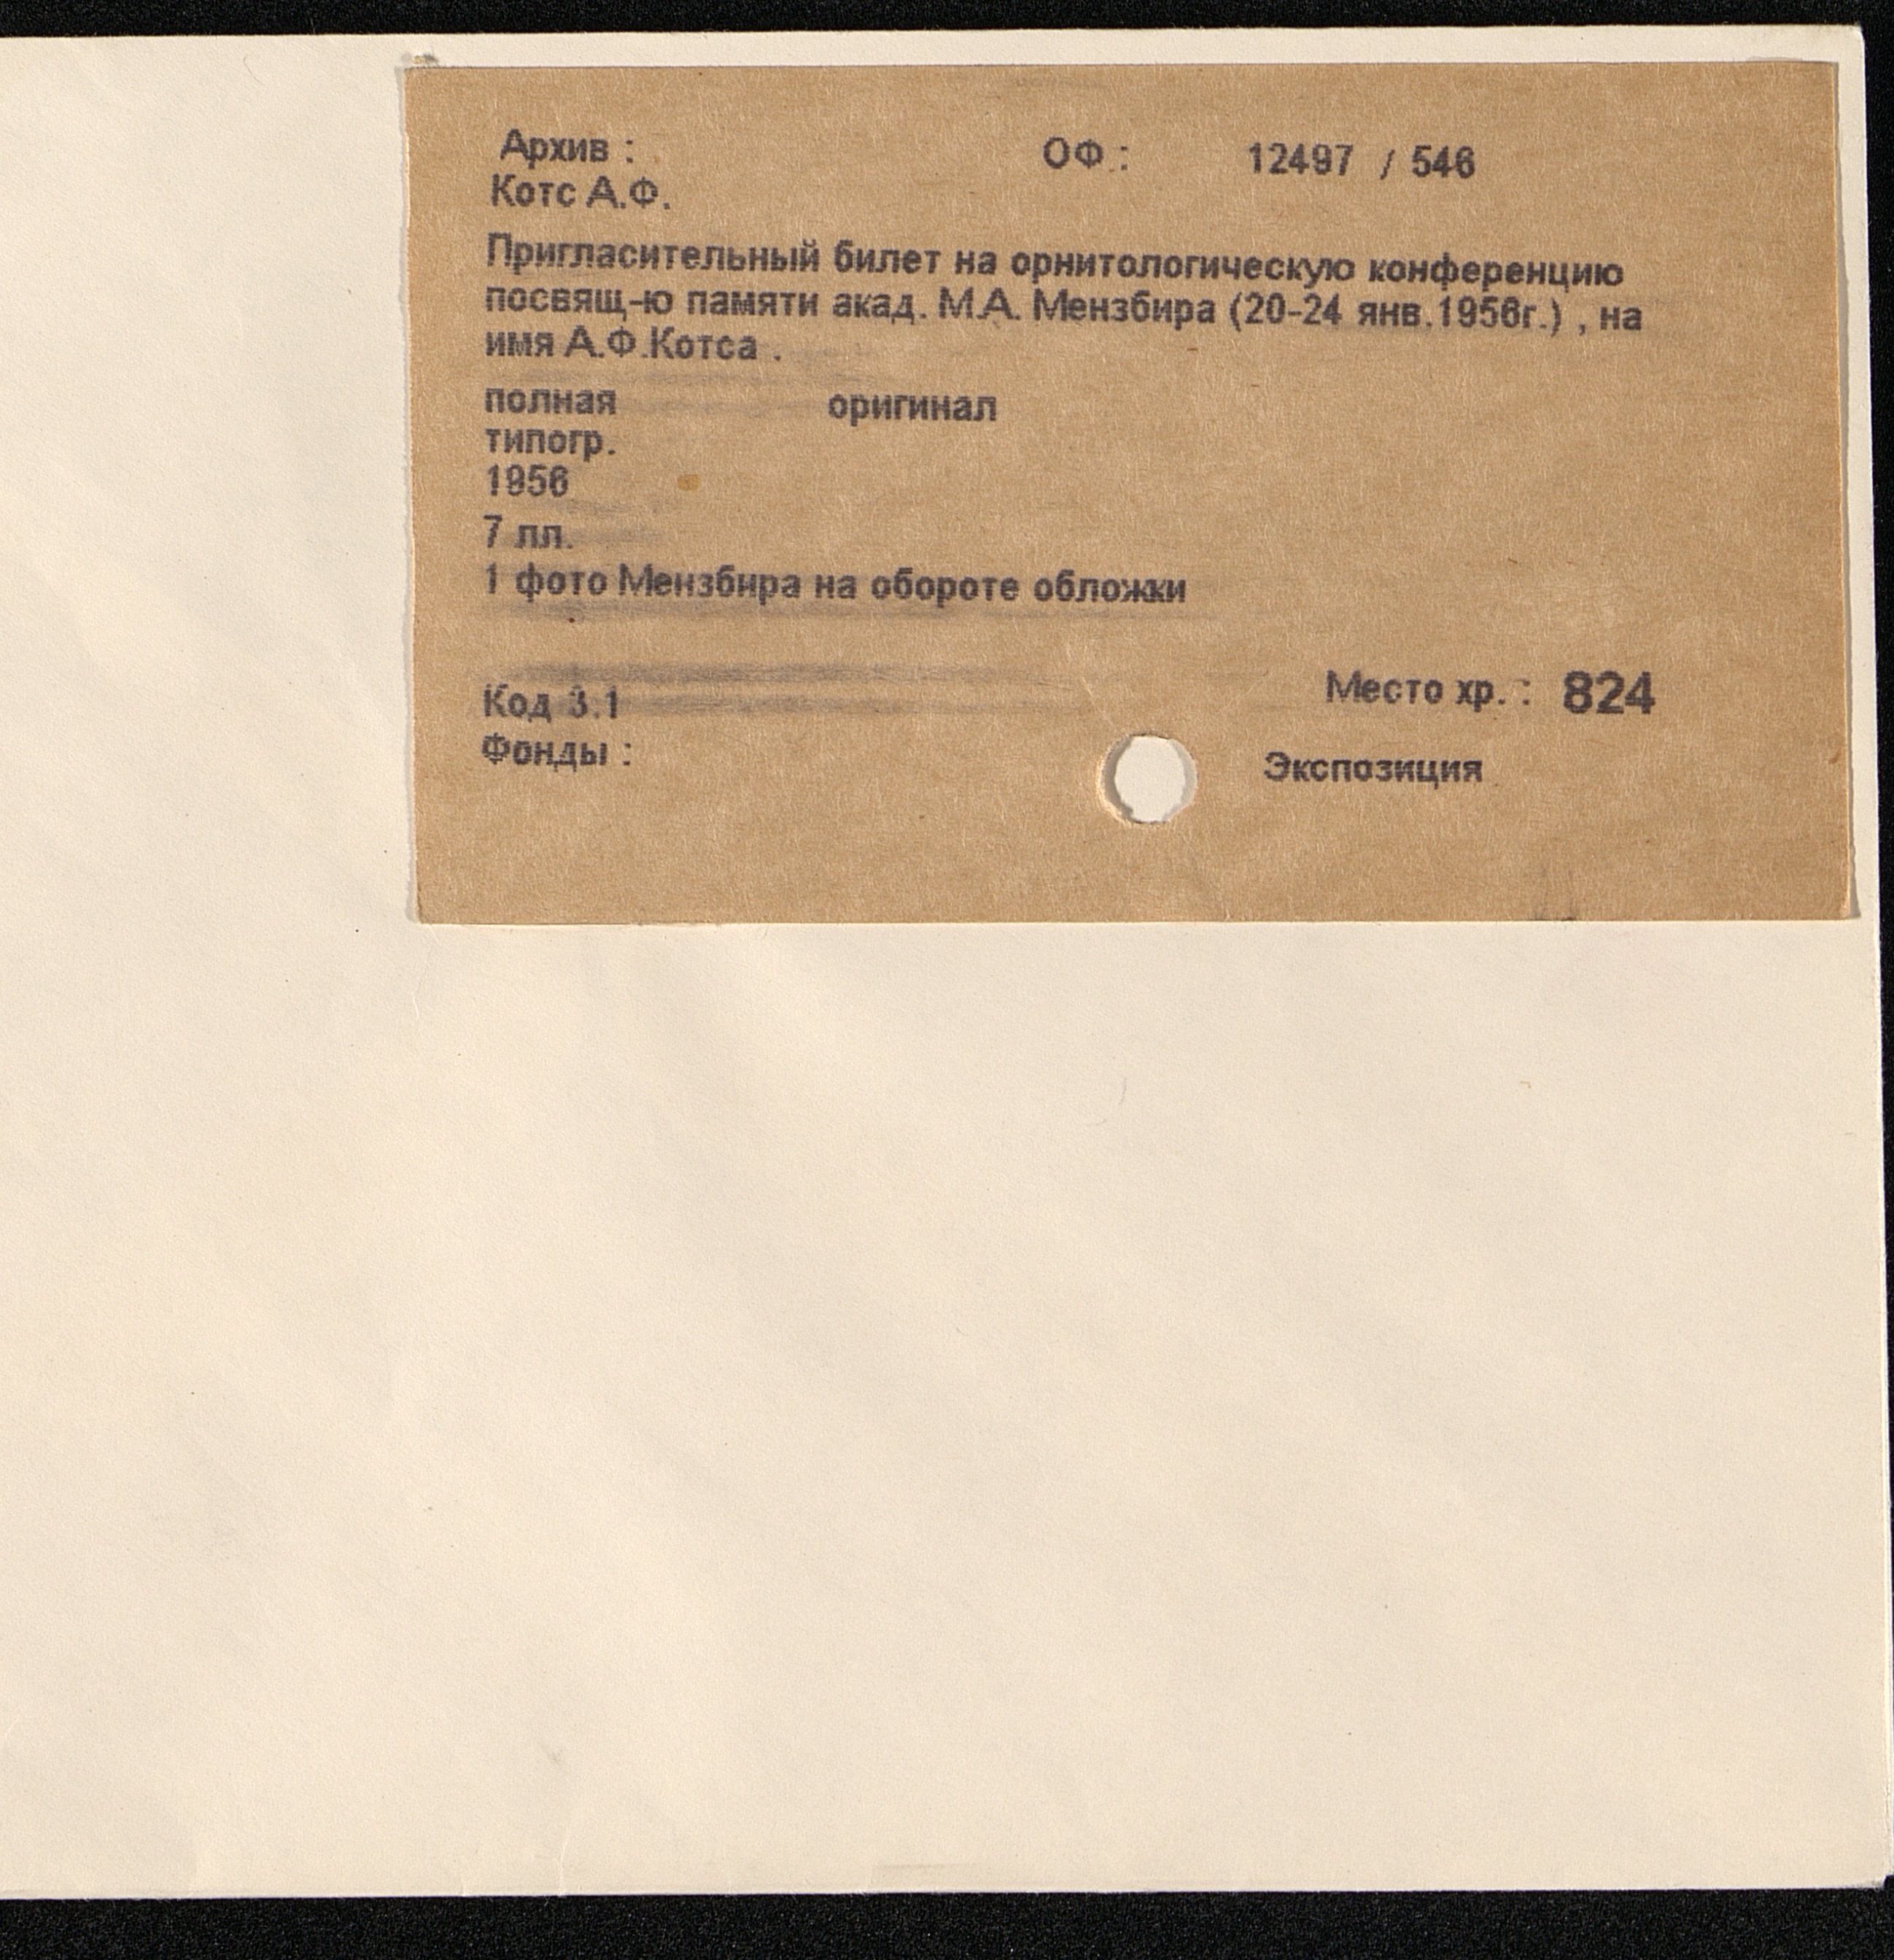 Архив : ОФ : 12497 / 546
Котс А.Ф.
Пригласительный билет на орнитологическую конференцию
посвящ-ю памяти акад. М.А. Мензбира (20-24 янв.1956г.) , на
имя А.Ф.Котса .
полная оригинал
типогр.
1956
7 лл.
1 фото Мензбира на обороте обложки
Код 3.1 Место хр. : 824
Фонды : Экспозиция